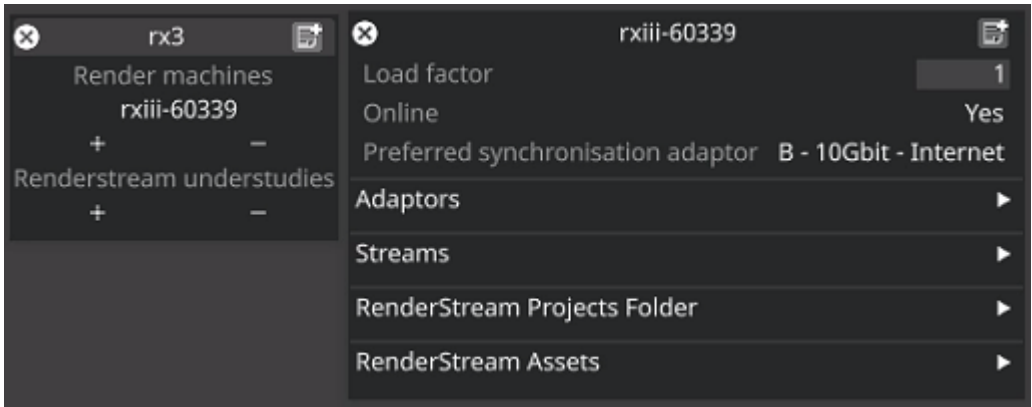 rx3
Render machines
rxiii-60339
+ −
Renderstream understudies
+ −
rxiii-60339
Load factor 1
Online Yes
Preferred synchronisation adaptor B - 10Gbit - Internet
Adaptors
Streams
RenderStream Projects Folder
RenderStream Assets